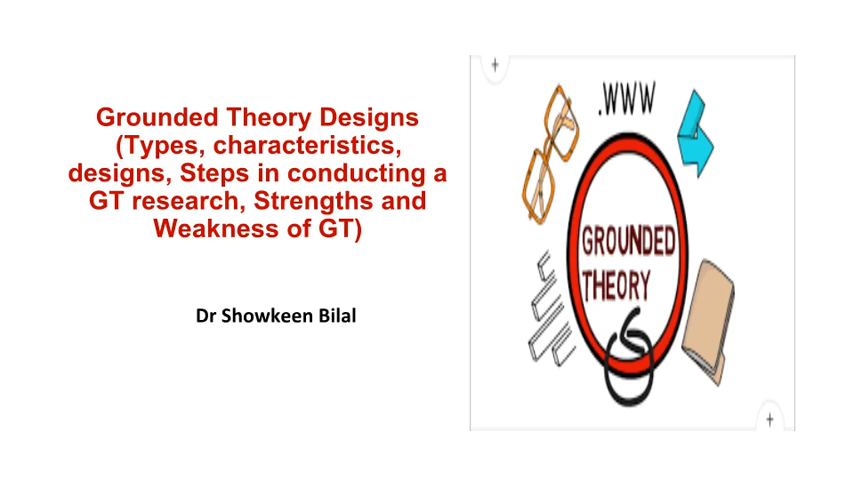 Grounded Theory Designs
(Types, characteristics,
designs, Steps in conducting a
GT research, Strengths and
Weakness of GT)
Dr Showkeen Bilal
.WWW
GROUNDED
THEORY